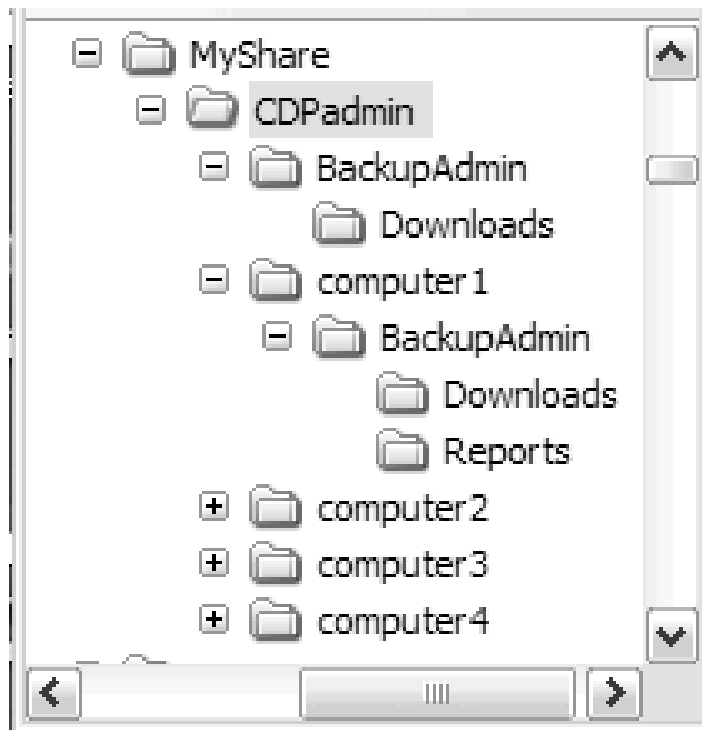 MyShare
CDPadmin
BackupAdmin
Downloads
computer1
BackupAdmin
Downloads
Reports
computer2
computer3
computer4